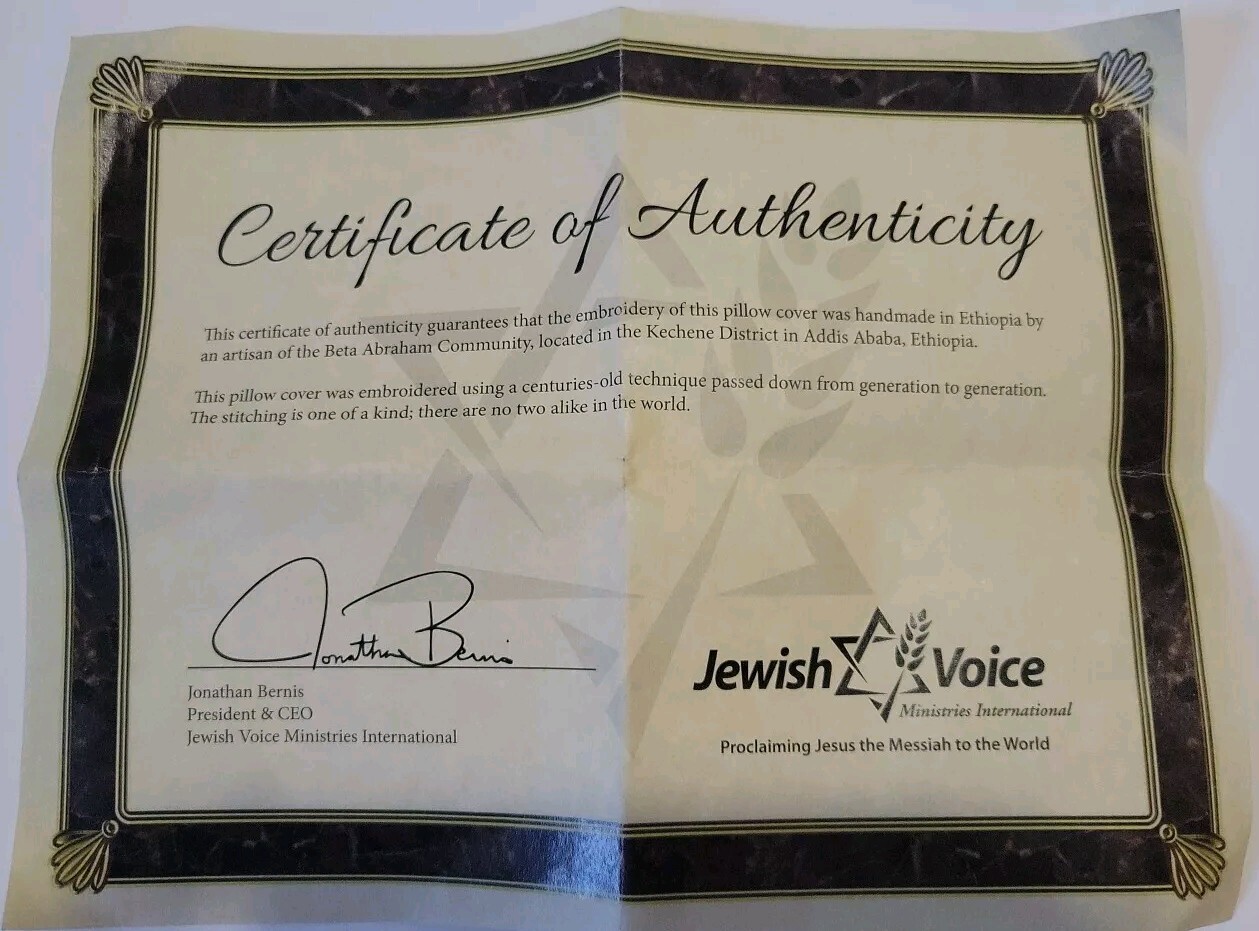 Certificate of Authenticity
This certificate of authenticity guarantees that the embroidery of this pillow cover was handmade in Ethiopia by
an artisan of the Beta Abraham Community, located in the Kechene District in Addis Ababa, Ethiopia.
This pillow cover was embroidered using a centuries-old technique passed down from generation to generation.
The stitching is one of a kind; there are no two alike in the world.
Jonathan Bernis
Jonathan Bernis
President & CEO
Jewish Voice Ministries International
Jewish Voice
Ministries International
Proclaiming Jesus the Messiah to the World